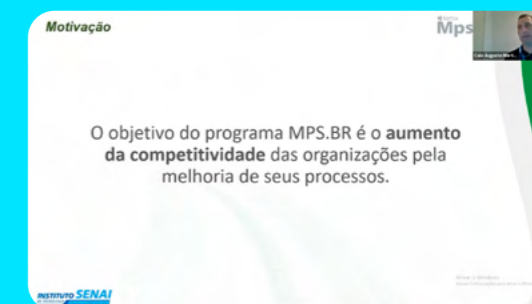 Motivação
Mps
O objetivo do programa MPS.BR é o aumento
da competitividade das organizações pela
melhoria de seus processos.
INSTITUTO SENAI